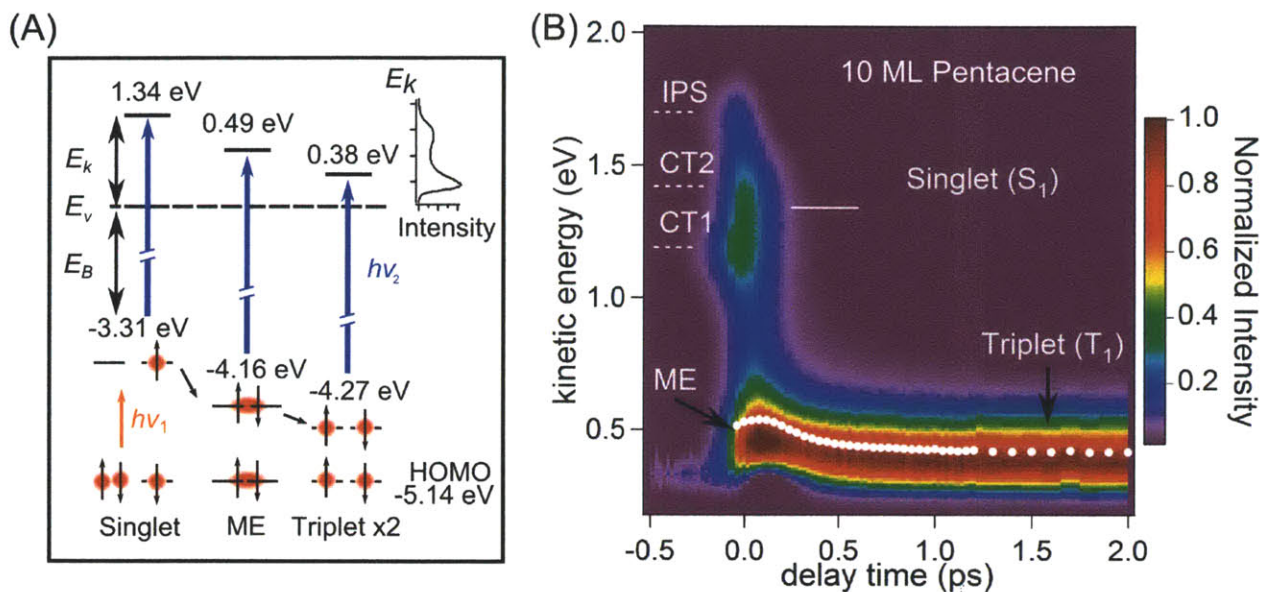 (A)
1.34 eV
0.49 eV
0.38 eV
Ek
Intensity
Ek
Ev
EB
hν2
-3.31 eV
-4.16 eV
-4.27 eV
hν1
HOMO
-5.14 eV
Singlet
ME
Triplet x2
(B)
10 ML Pentacene
IPS
CT2
CT1
Singlet (S1)
ME
Triplet (T1)
kinetic energy (eV)
2.0
1.5
1.0
0.5
-0.5
0.0
0.5
1.0
1.5
2.0
delay time (ps)
1.0
0.8
0.6
0.4
0.2
Normalized Intensity